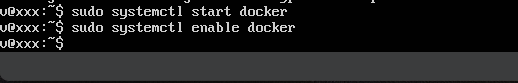 v@xxx:~$ sudo systemctl start docker
v@xxx:~$ sudo systemctl enable docker
v@xxx:~$